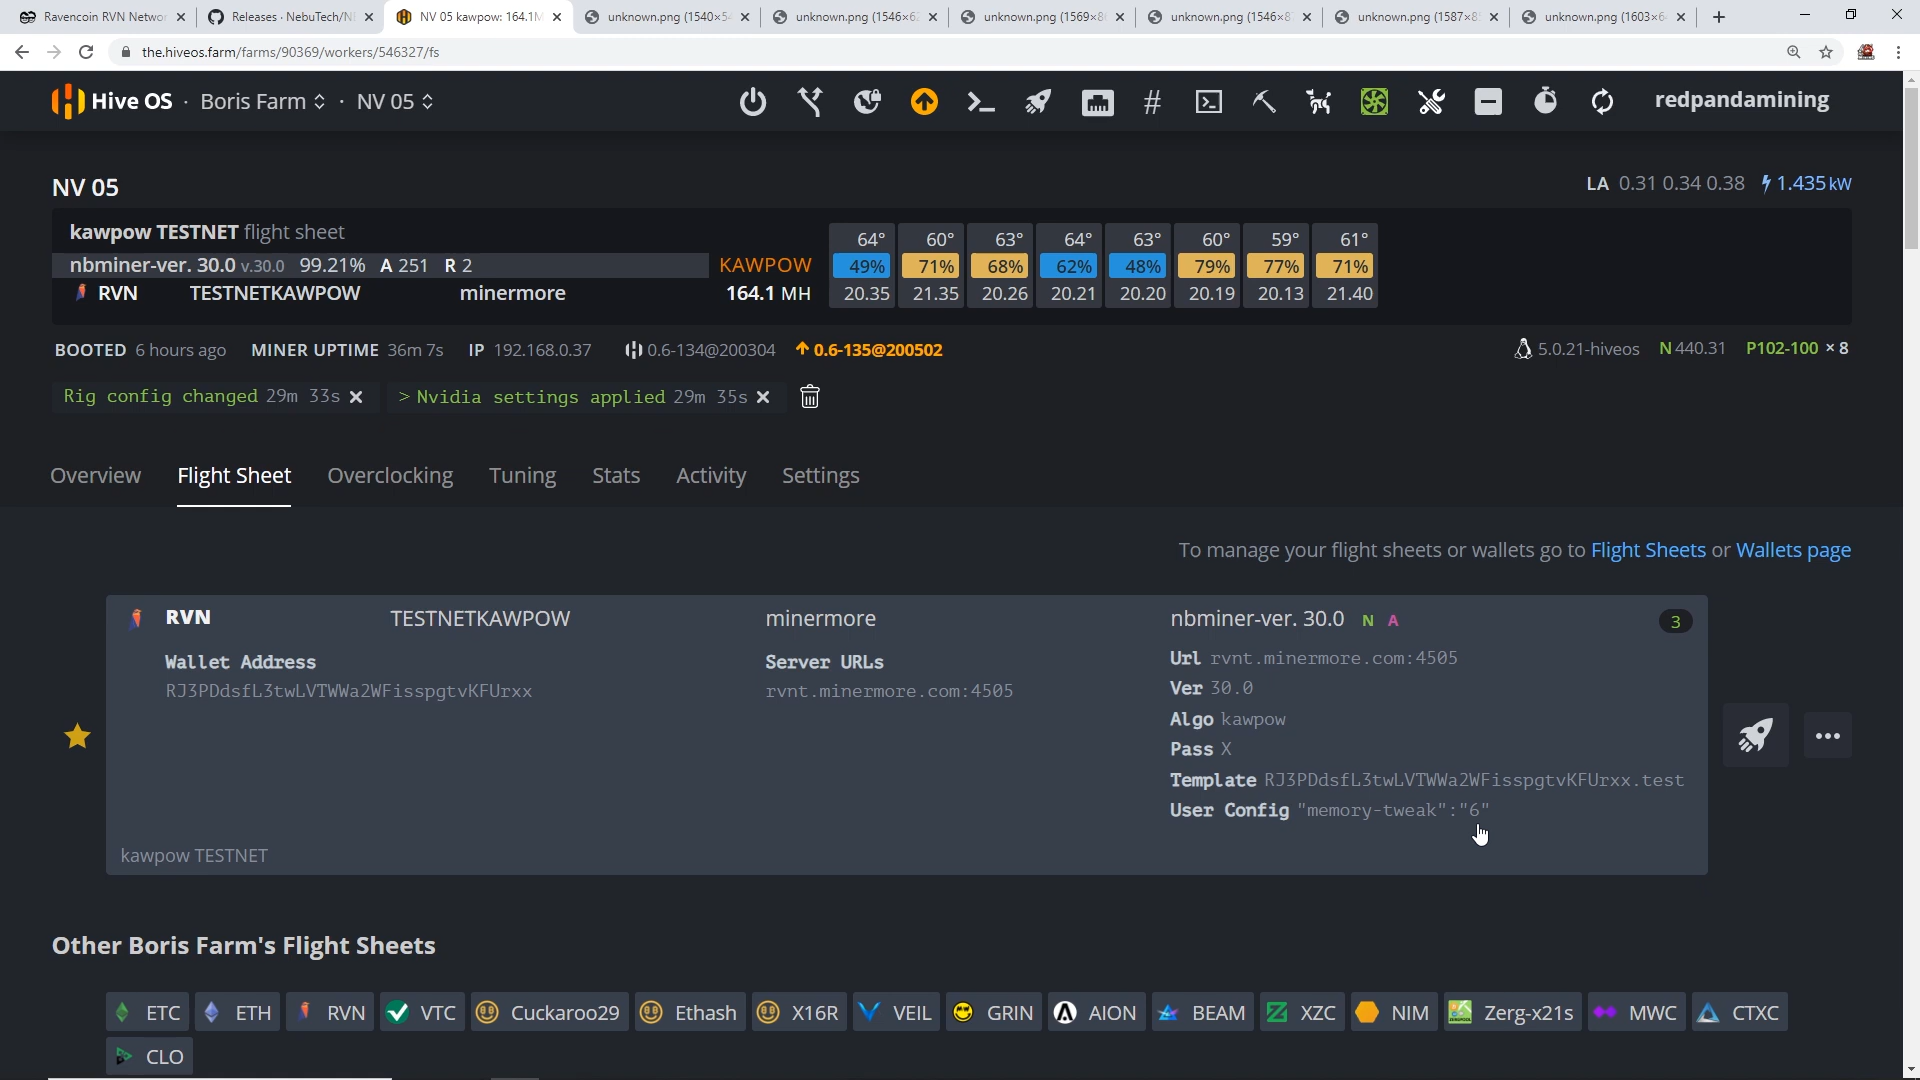 Ravencoin RVN Networ
Releases · NebuTech/N
NV 05 kawpow: 164.1M
unknown.png (1540×5
unknown.png (1546×6
unknown.png (1569×8
unknown.png (1546×8
unknown.png (1587×8
unknown.png (1603×6
the.hiveos.farm/farms/90369/workers/546327/fs
Hive OS · Boris Farm · NV 05
redpandamining
NV 05
LA 0.31 0.34 0.38 1.435 kW
kawpow TESTNET flight sheet
64° 60° 63° 64° 63° 60° 59° 61°
nbminer-ver. 30.0 v.30.0 99.21% A 251 R 2 KAWPOW
49% 71% 68% 62% 48% 79% 77% 71%
RVN TESTNETKAWPOW minermore 164.1 MH
20.35 21.35 20.26 20.21 20.20 20.19 20.13 21.40
BOOTED 6 hours ago MINER UPTIME 36m 7s IP 192.168.0.37 0.6-134@200304 0.6-135@200502
5.0.21-hiveos N 440.31 P102-100 × 8
Rig config changed 29m 33s
> Nvidia settings applied 29m 35s
Overview Flight Sheet Overclocking Tuning Stats Activity Settings
To manage your flight sheets or wallets go to Flight Sheets or Wallets page
RVN TESTNETKAWPOW minermore nbminer-ver. 30.0 N A 3
Wallet Address
RJ3PDdsfL3twLVTWWa2WFisspgtvKFUrxx
Server URLs
rvnt.minermore.com:4505
Url rvnt.minermore.com:4505
Ver 30.0
Algo kawpow
Pass X
Template RJ3PDdsfL3twLVTWWa2WFisspgtvKFUrxx.test
User Config "memory-tweak":"6"
kawpow TESTNET
Other Boris Farm's Flight Sheets
ETC ETH RVN VTC Cuckaroo29 Ethash X16R VEIL GRIN AION BEAM XZC NIM Zerg-x21s MWC CTXC
CLO